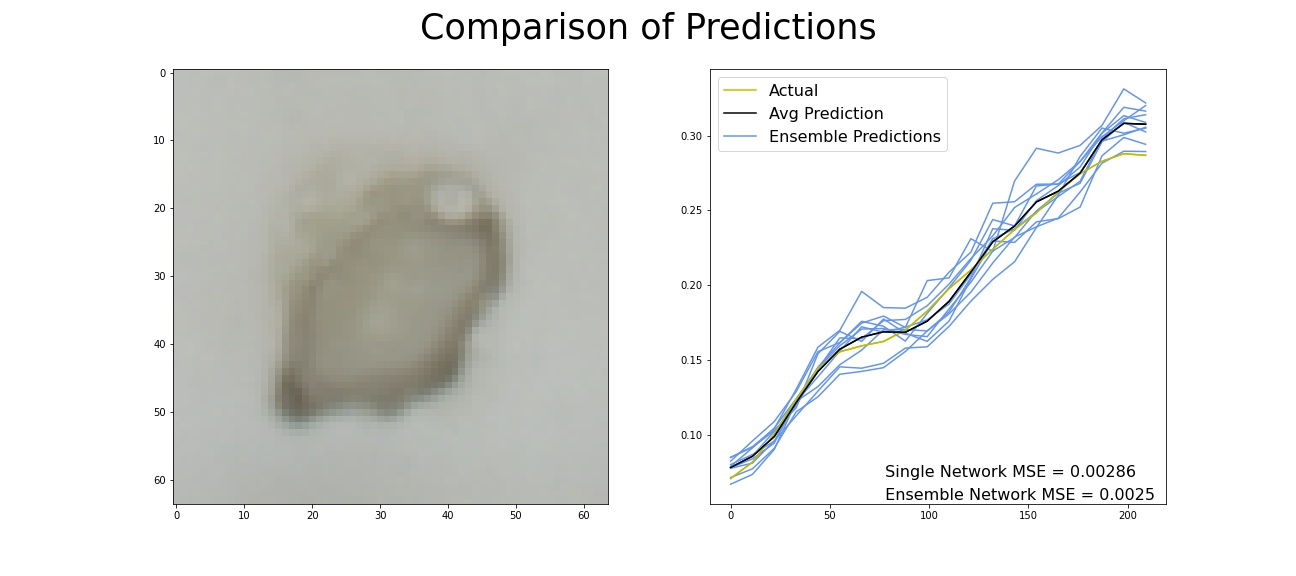 Comparison of Predictions
0
10
20
30
40
50
60
0 10 20 30 40 50 60
Actual
Avg Prediction
Ensemble Predictions
0.30
0.25
0.20
0.15
0.10
Single Network MSE = 0.00286
Ensemble Network MSE = 0.0025
0 50 100 150 200